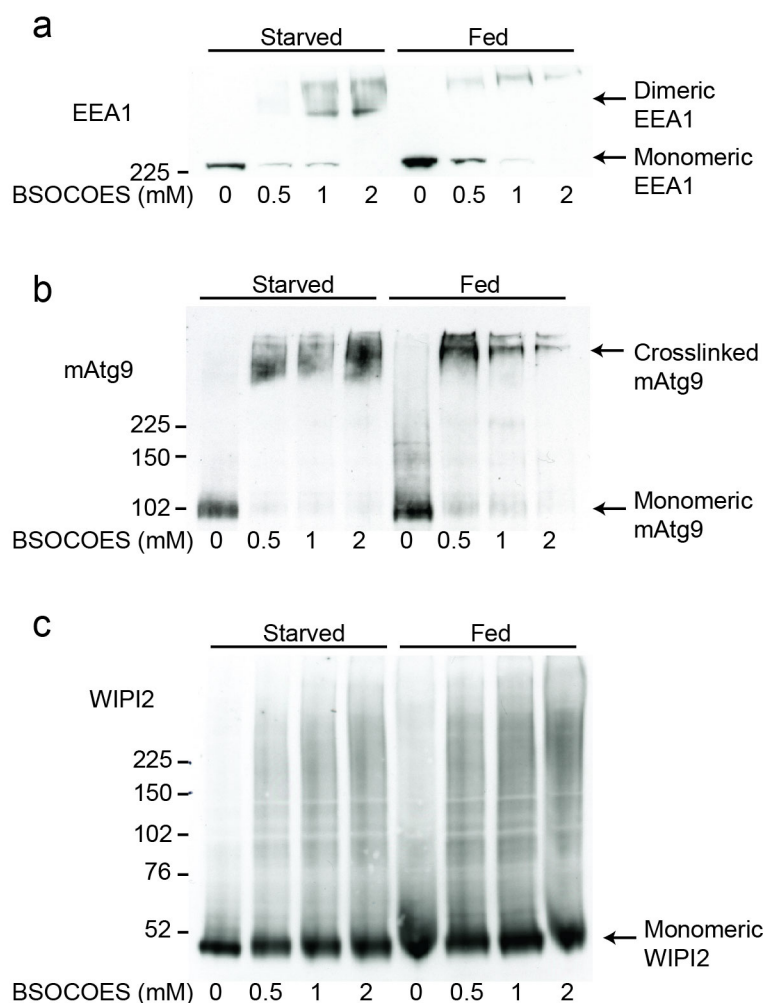 a
Starved Fed
EEA1
Dimeric
EEA1
Monomeric
EEA1
225
BSOCOES (mM) 0 0.5 1 2 0 0.5 1 2
b
Starved Fed
mAtg9
Crosslinked
mAtg9
225
150
102
Monomeric
mAtg9
BSOCOES (mM) 0 0.5 1 2 0 0.5 1 2
c
Starved Fed
WIPI2
225
150
102
76
52
Monomeric
WIPI2
BSOCOES (mM) 0 0.5 1 2 0 0.5 1 2